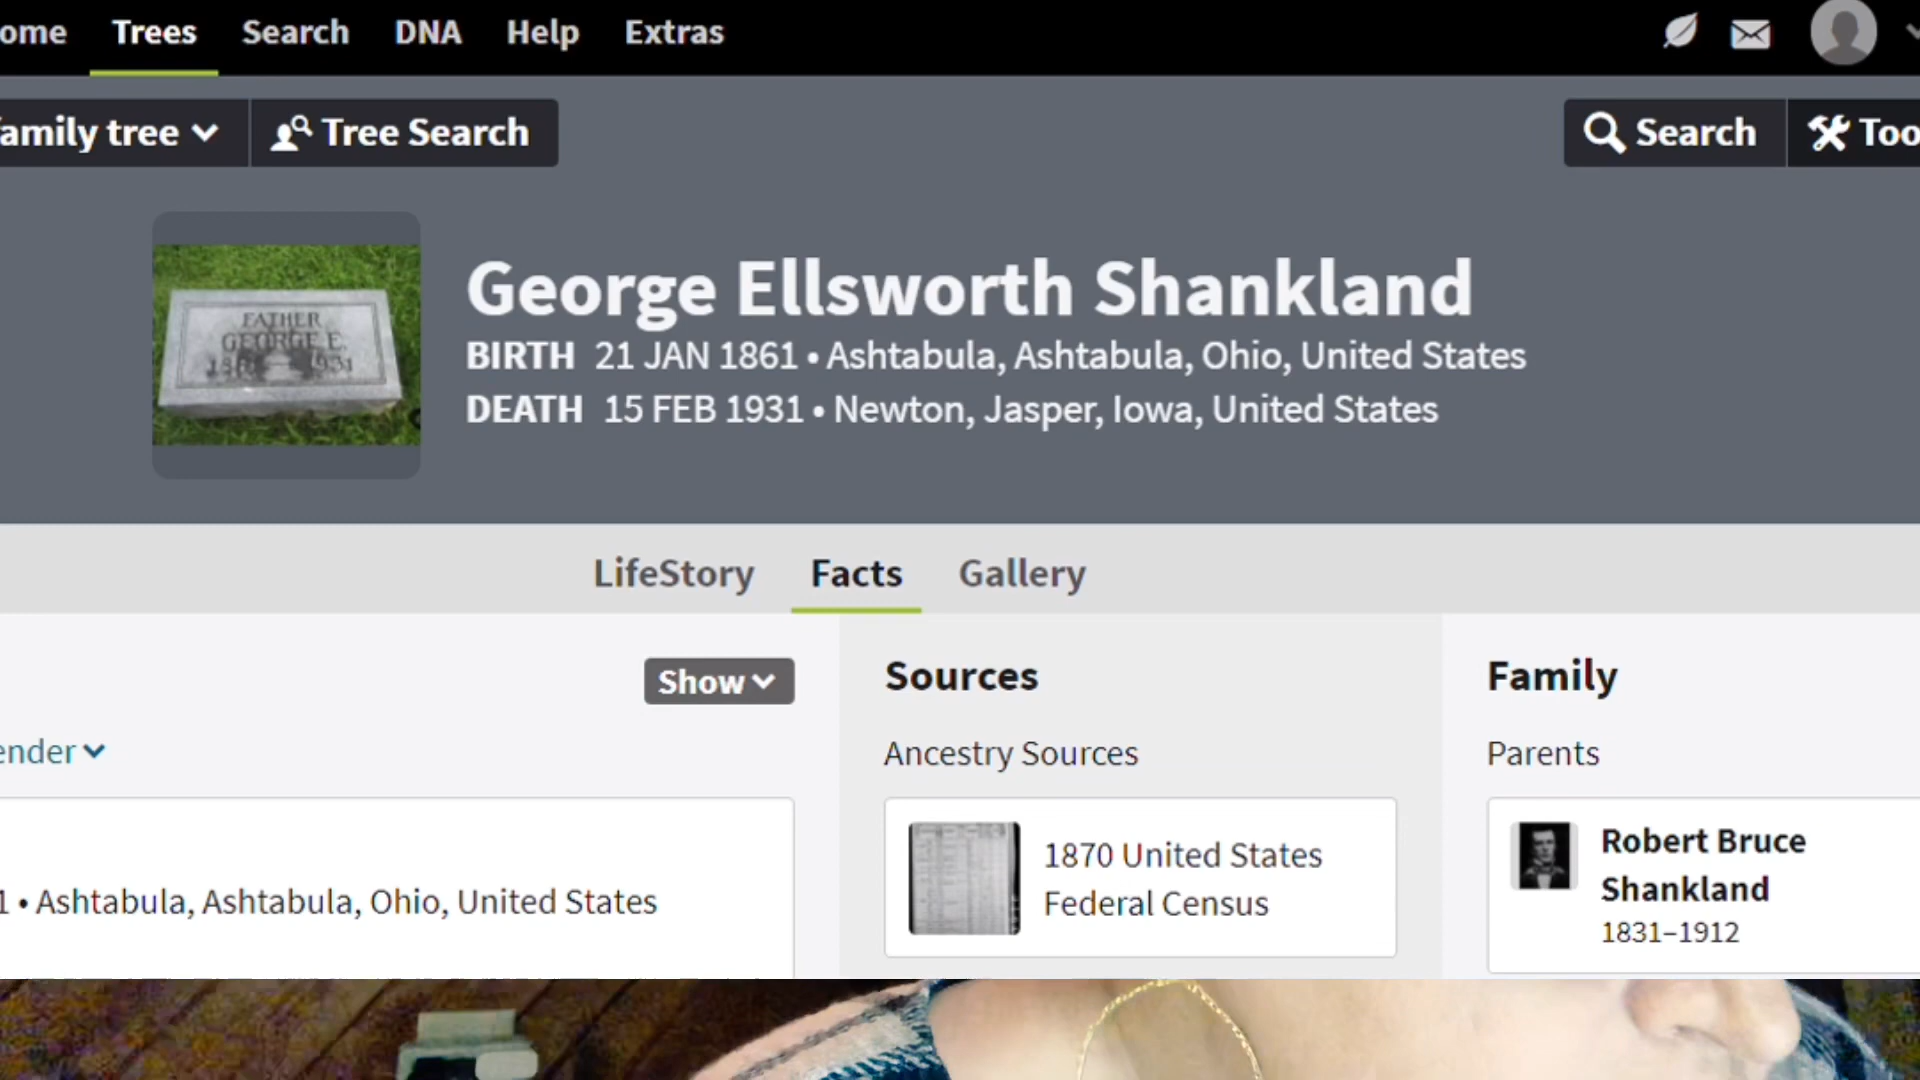 ome Trees Search DNA Help Extras
amily tree Tree Search Search Too
FATHER
GEORGE E.
George Ellsworth Shankland
BIRTH 21 JAN 1861 • Ashtabula, Ashtabula, Ohio, United States
DEATH 15 FEB 1931 • Newton, Jasper, Iowa, United States
LifeStory Facts Gallery
Show
ender
1 • Ashtabula, Ashtabula, Ohio, United States
Sources
Ancestry Sources
1870 United States
Federal Census
Family
Parents
Robert Bruce
Shankland
1831–1912